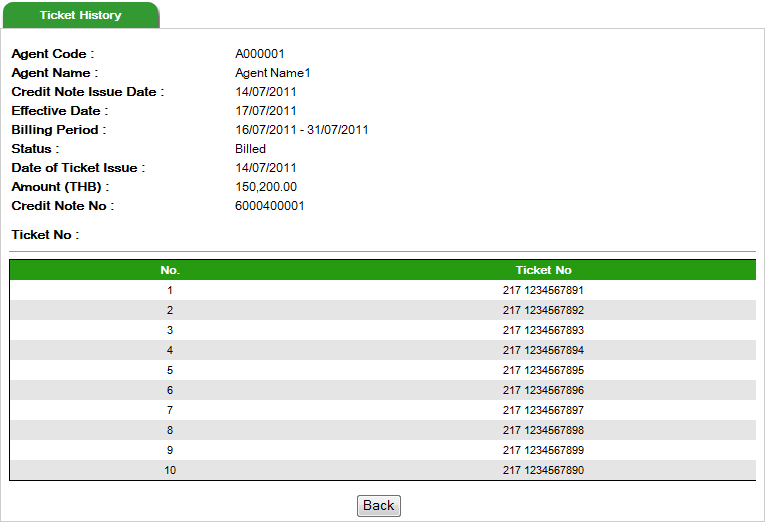 Ticket History
Agent Code : A000001
Agent Name : Agent Name1
Credit Note Issue Date : 14/07/2011
Effective Date : 17/07/2011
Billing Period : 16/07/2011 - 31/07/2011
Status : Billed
Date of Ticket Issue : 14/07/2011
Amount (THB) : 150,200.00
Credit Note No : 6000400001
Ticket No :
No. Ticket No
1 217 1234567891
2 217 1234567892
3 217 1234567893
4 217 1234567894
5 217 1234567895
6 217 1234567896
7 217 1234567897
8 217 1234567898
9 217 1234567899
10 217 1234567890
Back